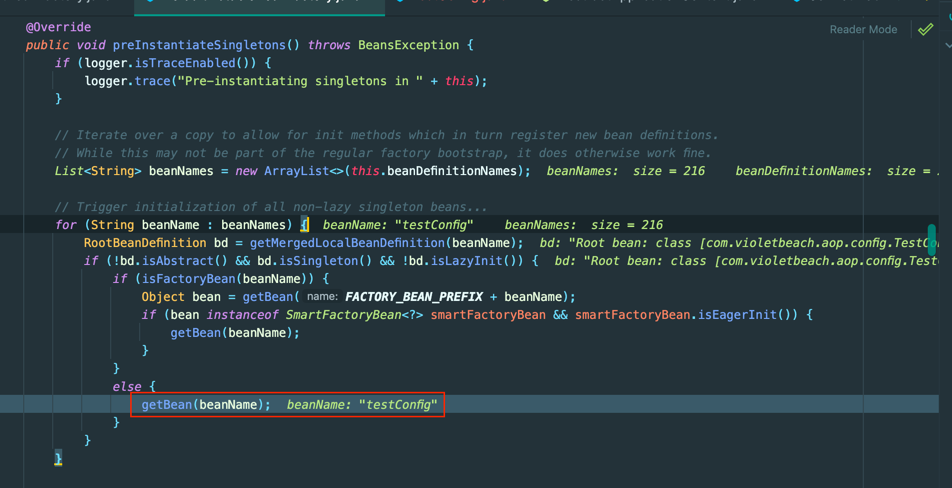 @Override
public void preInstantiateSingletons() throws BeansException {
Reader Mode
if (logger.isTraceEnabled()) {
logger.trace("Pre-instantiating singletons in " + this);
}
// Iterate over a copy to allow for init methods which in turn register new bean definitions.
// While this may not be part of the regular factory bootstrap, it does otherwise work fine.
List<String> beanNames = new ArrayList<>(this.beanDefinitionNames); beanNames: size = 216 beanDefinitionNames: size =
// Trigger initialization of all non-lazy singleton beans...
for (String beanName : beanNames) { beanName: "testConfig" beanNames: size = 216
RootBeanDefinition bd = getMergedLocalBeanDefinition(beanName); bd: "Root bean: class [com.violetbeach.aop.config.TestCo
if (!bd.isAbstract() && bd.isSingleton() && !bd.isLazyInit()) { bd: "Root bean: class [com.violetbeach.aop.config.Test
if (isFactoryBean(beanName)) {
Object bean = getBean( name: FACTORY_BEAN_PREFIX + beanName);
if (bean instanceof SmartFactoryBean<?> smartFactoryBean && smartFactoryBean.isEagerInit()) {
getBean(beanName);
}
}
else {
getBean(beanName); beanName: "testConfig"
}
}
}